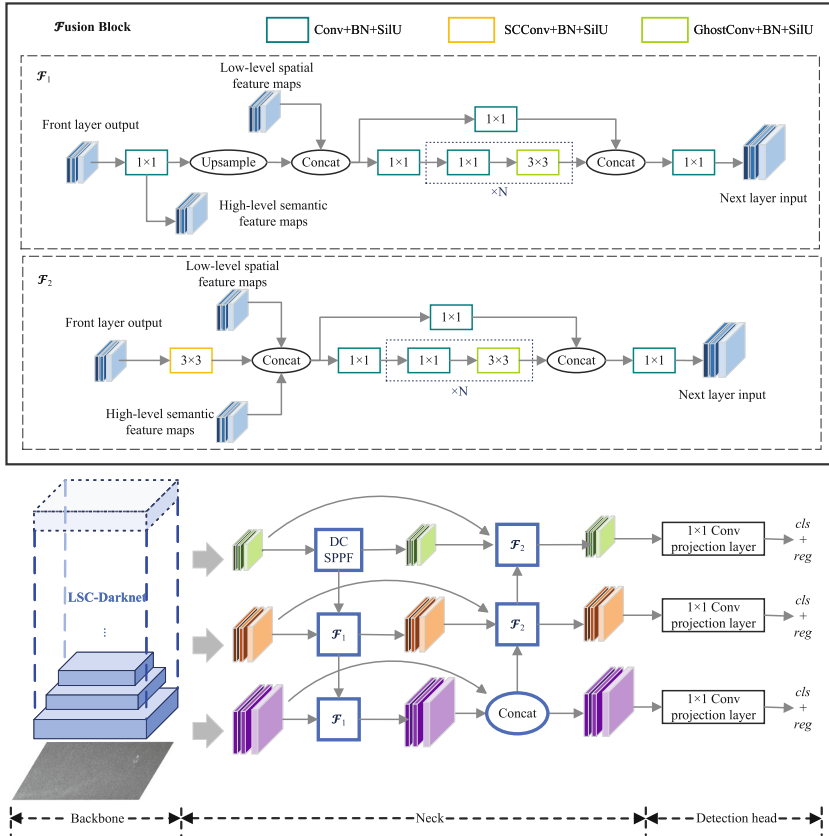 𝓕usion Block
Conv+BN+SilU
SCConv+BN+SilU
GhostConv+BN+SilU
𝓕1
Low-level spatial
feature maps
Front layer output
1×1
Upsample
Concat
1×1
1×1
1×1
3×3
×N
Concat
1×1
High-level semantic
feature maps
Next layer input
𝓕2
Low-level spatial
feature maps
Front layer output
3×3
Concat
1×1
1×1
1×1
3×3
×N
Concat
1×1
High-level semantic
feature maps
Next layer input
LSC-Darknet
...
DC
SPPF
𝓕2
1×1 Conv
projection layer
cls
+
reg
𝓕1
𝓕2
1×1 Conv
projection layer
cls
+
reg
𝓕1
Concat
1×1 Conv
projection layer
cls
+
reg
Backbone
Neck
Detection head